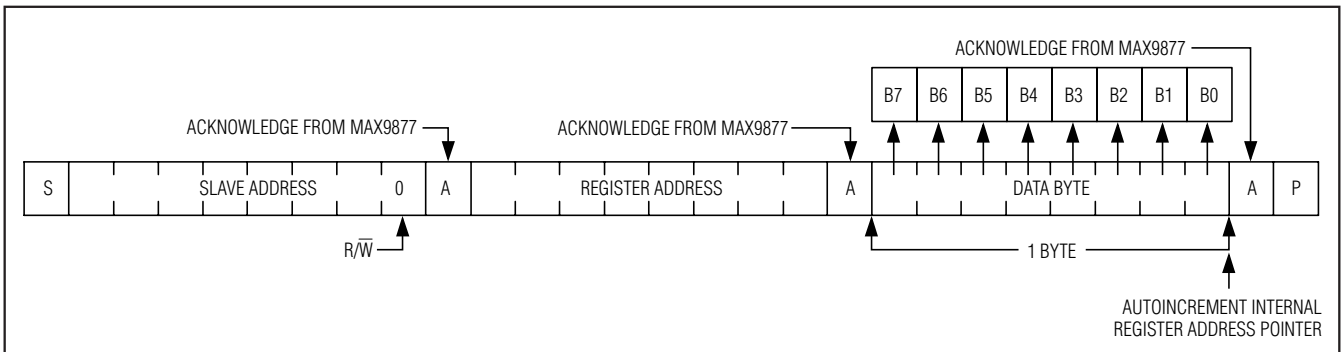 ACKNOWLEDGE FROM MAX9877
B7 B6 B5 B4 B3 B2 B1 B0
ACKNOWLEDGE FROM MAX9877 ACKNOWLEDGE FROM MAX9877
S SLAVE ADDRESS 0 A REGISTER ADDRESS A DATA BYTE A P
R/W̅ 1 BYTE
AUTOINCREMENT INTERNAL
REGISTER ADDRESS POINTER